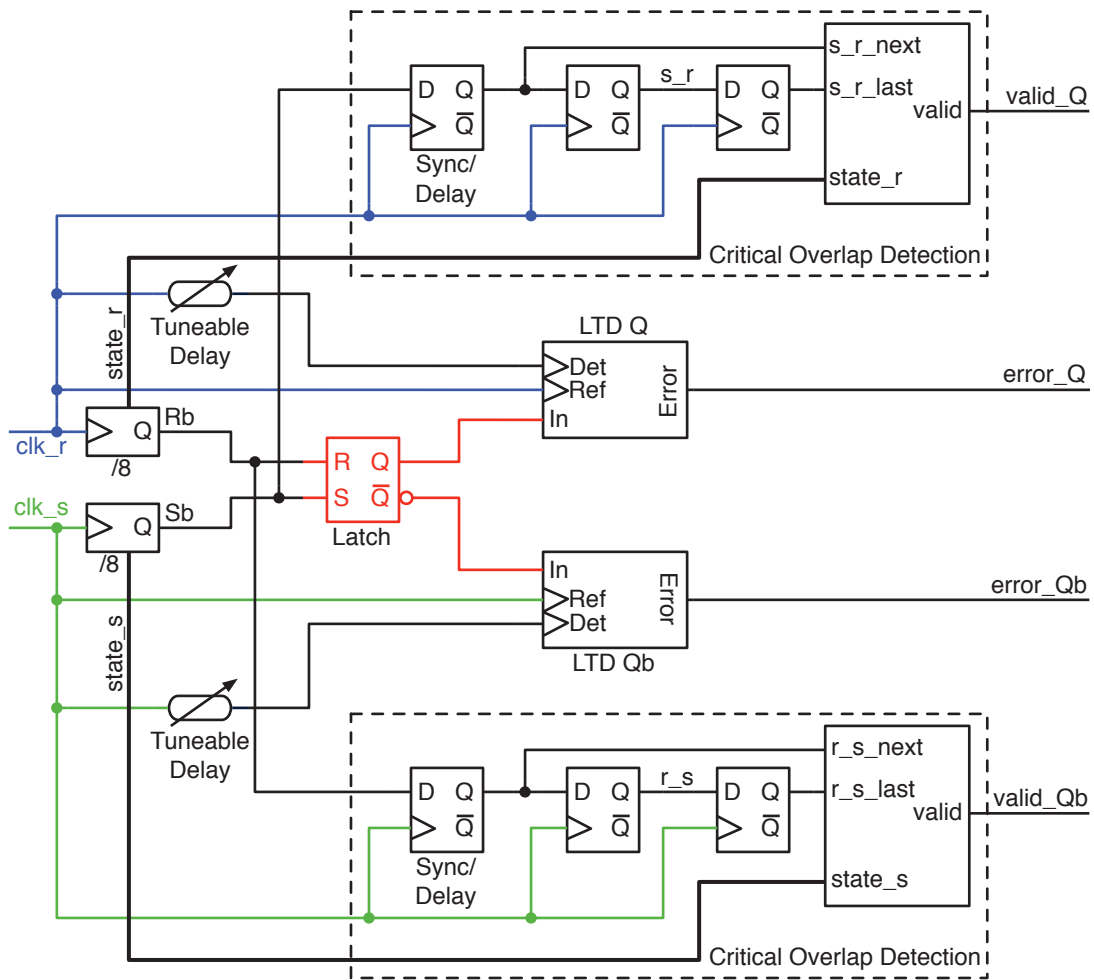 s_r_next
s_r
D Q
Q
D Q
Q
D Q
Q
s_r_last
valid
valid_Q
Sync/
Delay
state_r
Critical Overlap Detection
state_r
Tuneable
Delay
LTD Q
Det
Ref
In
Error
error_Q
clk_r
Q
Rb
/8
R Q
S Q
Latch
clk_s
Q
Sb
/8
In
Ref
Det
Error
error_Qb
LTD Qb
state_s
Tuneable
Delay
r_s_next
r_s
D Q
Q
D Q
Q
D Q
Q
r_s_last
valid
valid_Qb
Sync/
Delay
state_s
Critical Overlap Detection